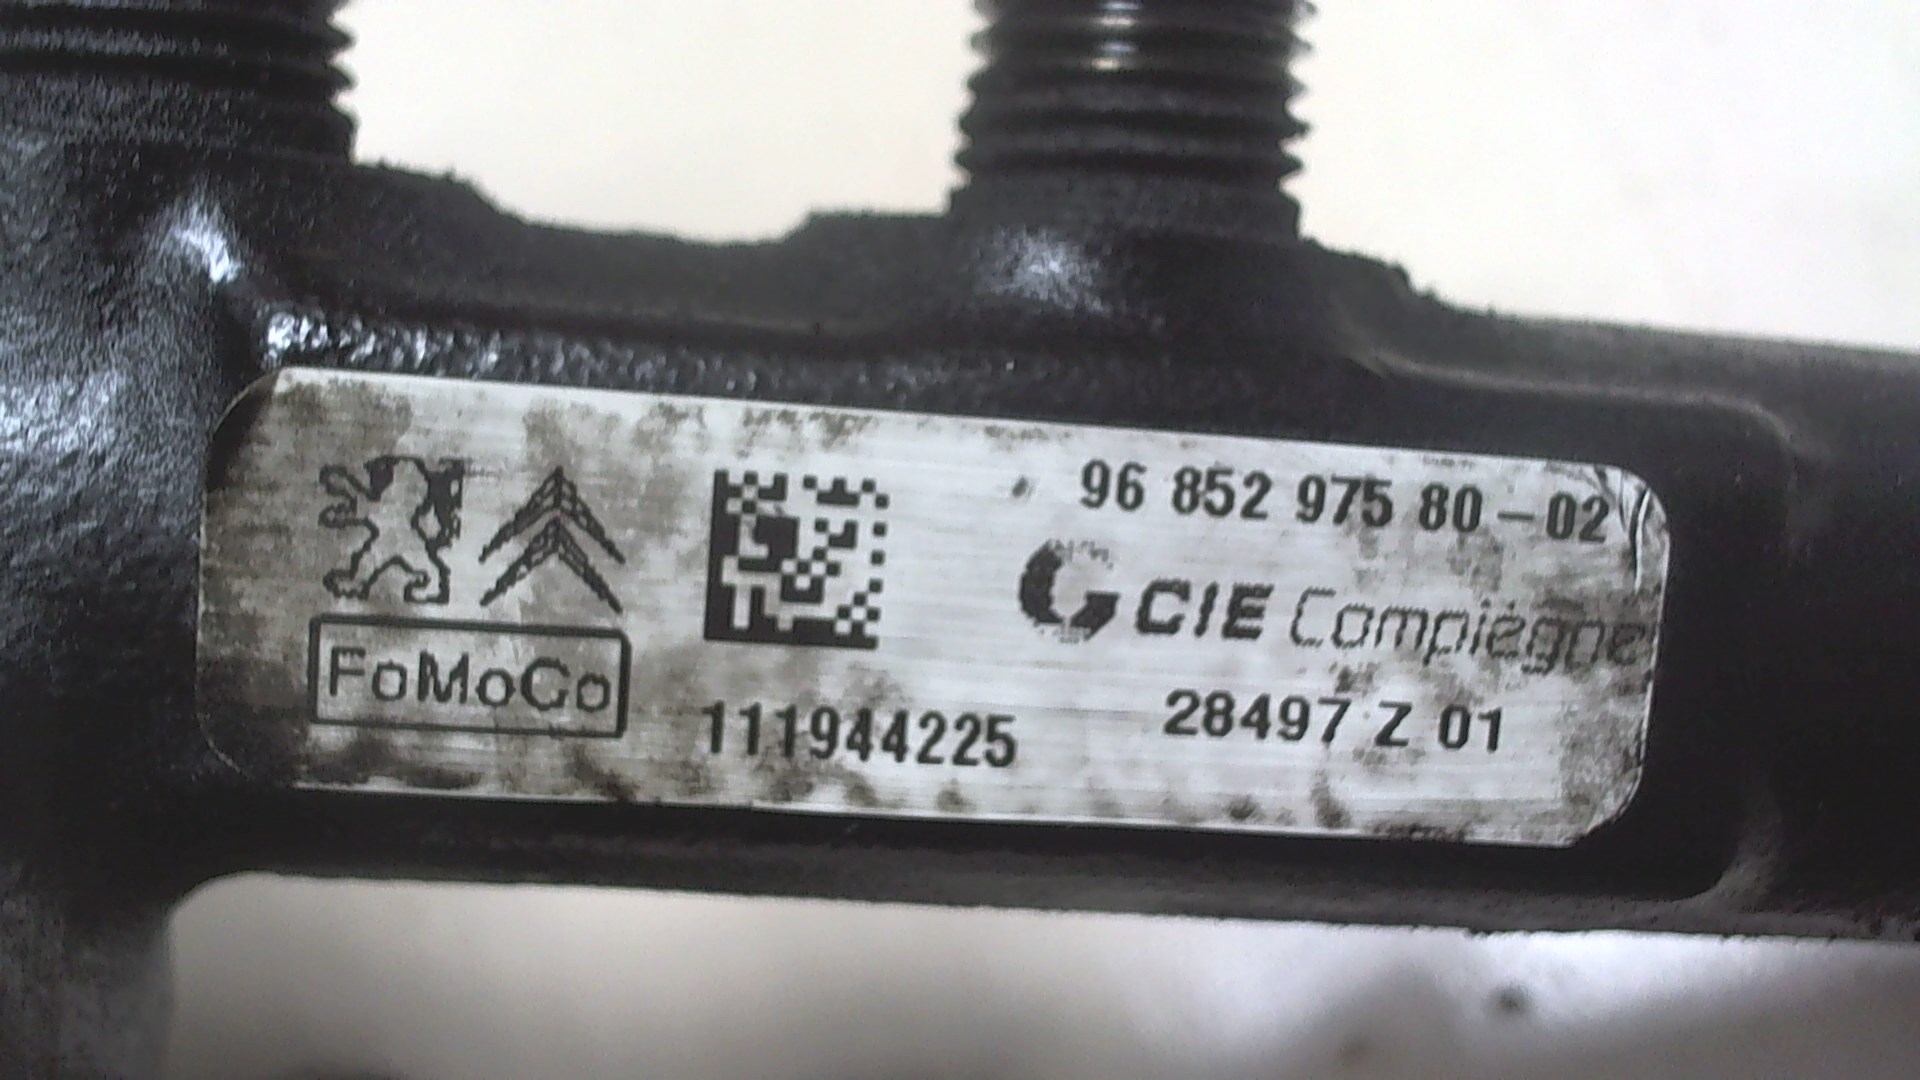 96 852 975 80-02
CIE Compiègne
FoMoCo
111944225
28497 Z 01